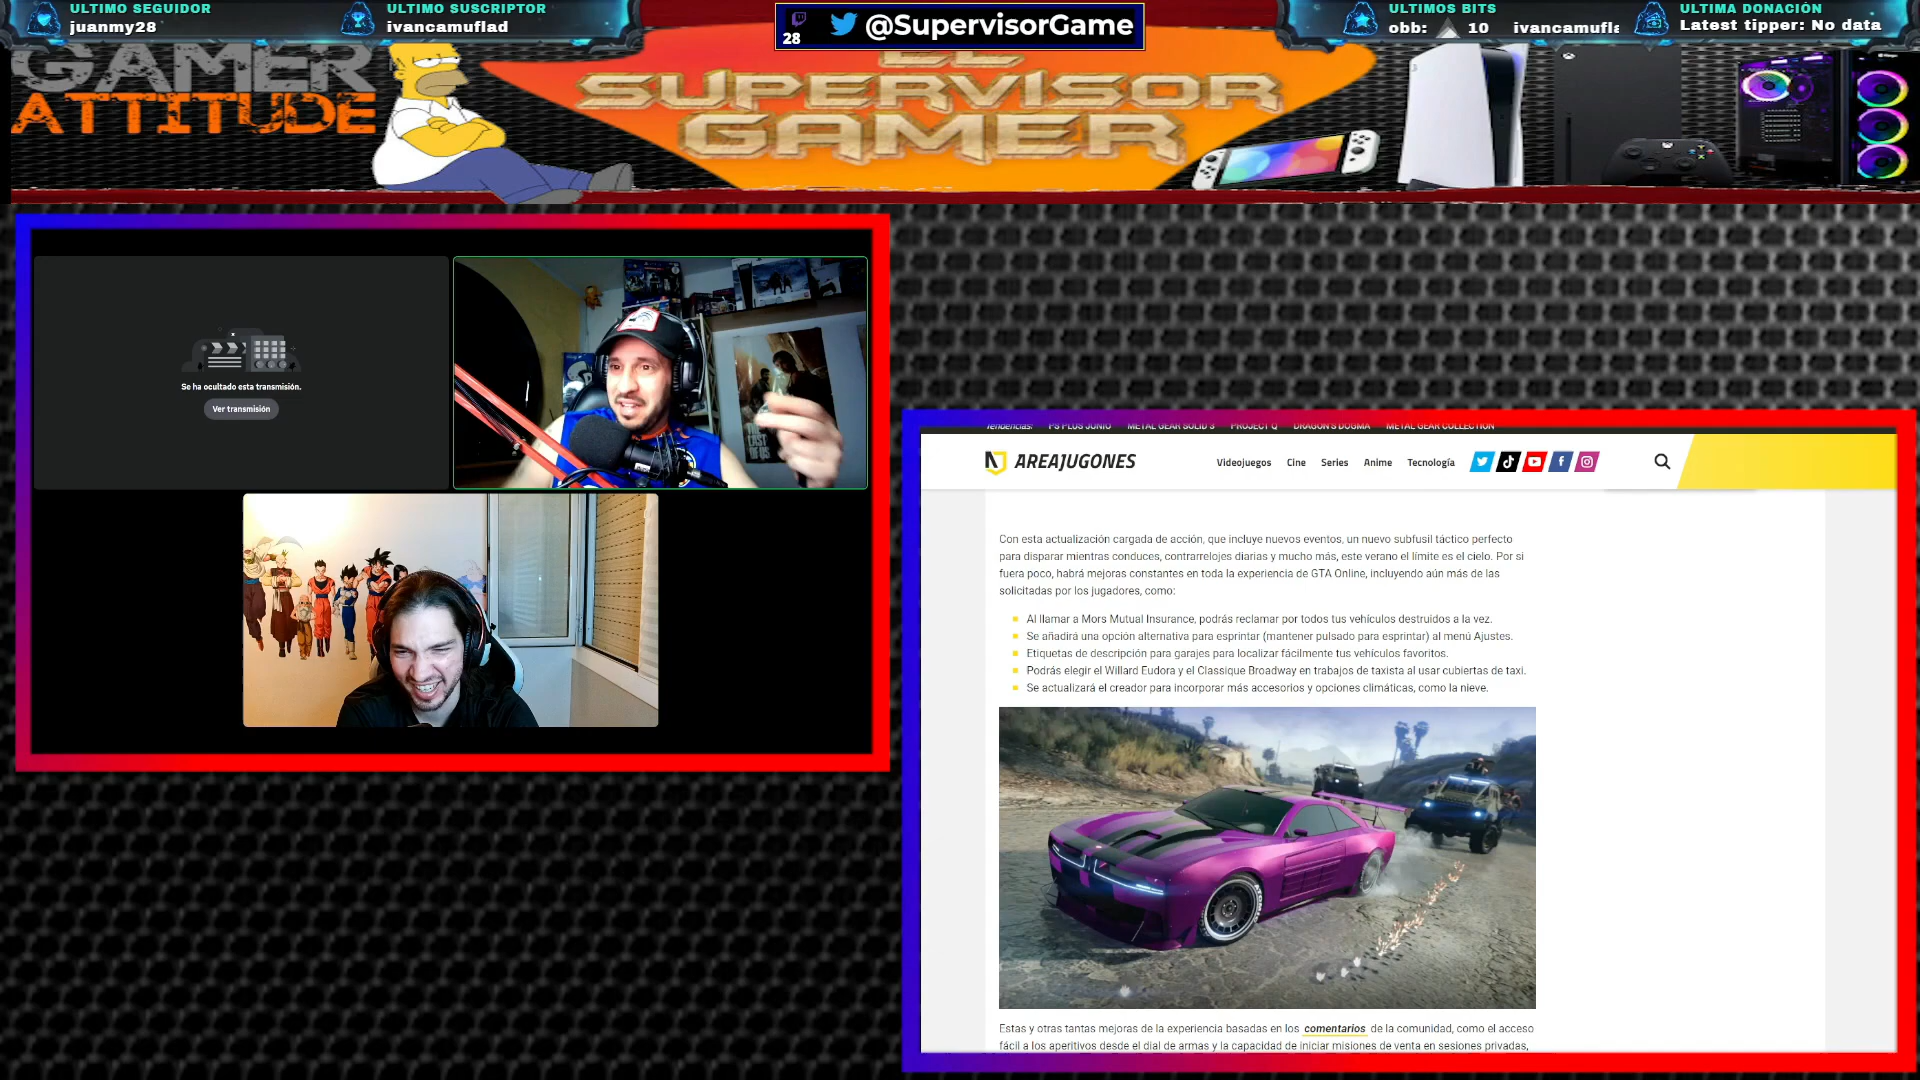 ULTIMO SEGUIDOR
juanmy28
ULTIMO SUSCRIPTOR
ivancamuflad
28
@SupervisorGame
ULTIMOS BITS
obb: 10 ivancamufla
ULTIMA DONACIÓN
Latest tipper: No data
GAMER
ATTITUDE
EL
SUPERVISOR
GAMER
Se ha ocultado esta transmisión.
Ver transmisión
THE LAST
OF US
Tendencias: PS PLUS JUNIO METAL GEAR SOLID 3 PROJECT Q DRAGON'S DOGMA METAL GEAR COLLECTION
AREAJUGONES
Videojuegos Cine Series Anime Tecnología
Con esta actualización cargada de acción, que incluye nuevos eventos, un nuevo subfusil táctico perfecto
para disparar mientras conduces, contrarrelojes diarias y mucho más, este verano el límite es el cielo. Por si
fuera poco, habrá mejoras constantes en toda la experiencia de GTA Online, incluyendo aún más de las
solicitadas por los jugadores, como:
Al llamar a Mors Mutual Insurance, podrás reclamar por todos tus vehículos destruidos a la vez.
Se añadirá una opción alternativa para esprintar (mantener pulsado para esprintar) al menú Ajustes.
Etiquetas de descripción para garajes para localizar fácilmente tus vehículos favoritos.
Podrás elegir el Willard Eudora y el Classique Broadway en trabajos de taxista al usar cubiertas de taxi.
Se actualizará el creador para incorporar más accesorios y opciones climáticas, como la nieve.
Estas y otras tantas mejoras de la experiencia basadas en los comentarios de la comunidad, como el acceso
fácil a los aperitivos desde el dial de armas y la capacidad de iniciar misiones de venta en sesiones privadas,